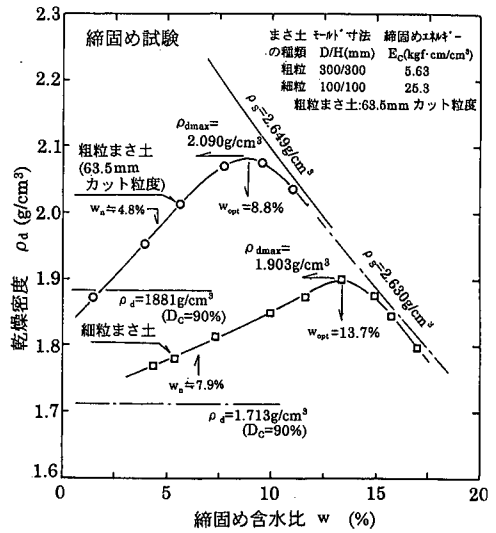 締固め試験
まさ土 モールド寸法 締固めエネルギー
の種類 D/H(mm) Ec(kgf·cm/cm³)
粗粒 300/300 5.63
細粒 100/100 25.3
粗粒まさ土:63.5mm カット粒度
ρs=2.649g/cm³
ρdmax=
2.090g/cm³
粗粒まさ土
(63.5mm
カット粒度)
wn≒4.8%
wopt=8.8%
ρdmax=
1.903g/cm³
ρs=2.630g/cm³
ρd=1881g/cm³
(Dc=90%)
細粒まさ土
wopt=13.7%
wn≒7.9%
ρd=1.713g/cm³
(Dc=90%)
乾燥密度 ρd (g/cm³)
2.3
2.2
2.1
2.0
1.9
1.8
1.7
1.6
0 5 10 15 20
締固め含水比 w (%)